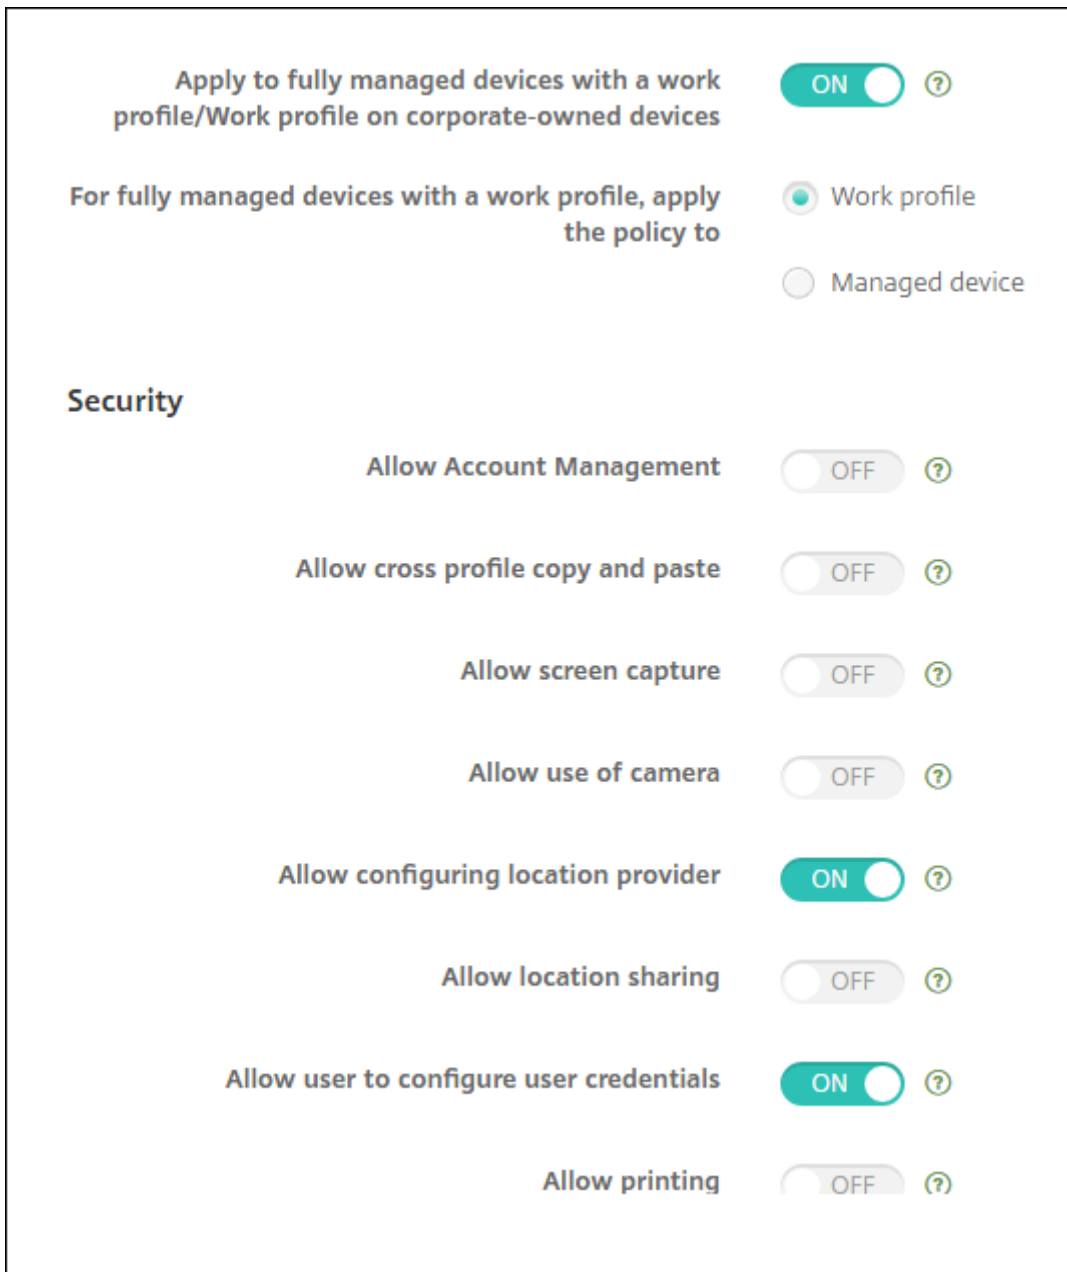 Apply to fully managed devices with a work ON ?
profile/Work profile on corporate-owned devices
For fully managed devices with a work profile, apply Work profile
the policy to
Managed device
Security
Allow Account Management OFF ?
Allow cross profile copy and paste OFF ?
Allow screen capture OFF ?
Allow use of camera OFF ?
Allow configuring location provider ON ?
Allow location sharing OFF ?
Allow user to configure user credentials ON ?
Allow printing OFF ?